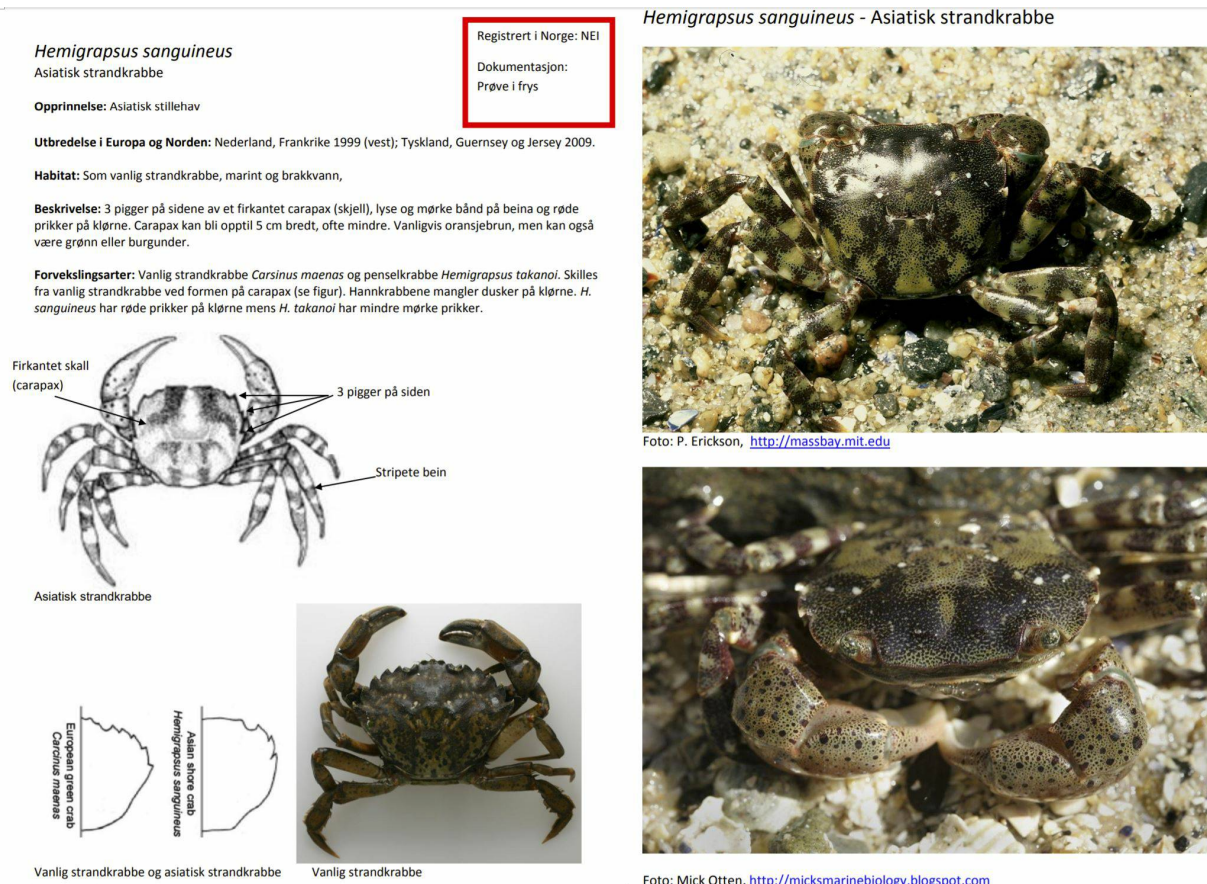 Hemigrapsus sanguineus
Asiatisk strandkrabbe
Registrert i Norge: NEI
Dokumentasjon:
Prøve i frys
Opprinnelse: Asiatisk stillehav
Utbredelse i Europa og Norden: Nederland, Frankrike 1999 (vest); Tyskland, Guernsey og Jersey 2009.
Habitat: Som vanlig strandkrabbe, marint og brakkvann,
Beskrivelse: 3 pigger på sidene av et firkantet carapax (skjell), lyse og mørke bånd på beina og røde
prikker på klørne. Carapax kan bli opptil 5 cm bredt, ofte mindre. Vanligvis oransjebrun, men kan også
være grønn eller burgunder.
Forvekslingsarter: Vanlig strandkrabbe Carsinus maenas og penselkrabbe Hemigrapsus takanoi. Skilles
fra vanlig strandkrabbe ved formen på carapax (se figur). Hannkrabbene mangler dusker på klørne. H.
sanguineus har røde prikker på klørne mens H. takanoi har mindre mørke prikker.
Firkantet skall
(carapax)
3 pigger på siden
Stripete bein
Asiatisk strandkrabbe
European green crab
Carcinus maenas
Asian shore crab
Hemigrapsus sanguineus
Vanlig strandkrabbe og asiatisk strandkrabbe
Vanlig strandkrabbe
Hemigrapsus sanguineus - Asiatisk strandkrabbe
Foto: P. Erickson, http://massbay.mit.edu
Foto: Mick Otten, http://micksmarinebiology.blogspot.com